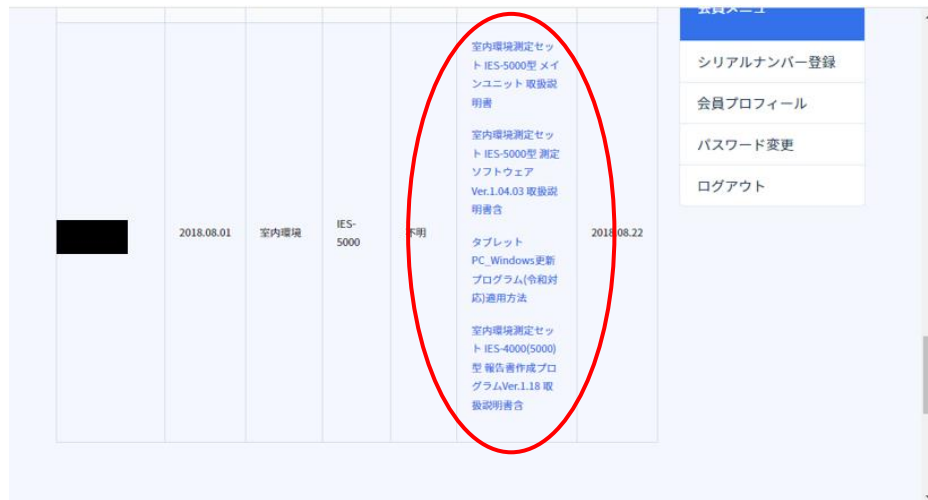 会員メニュー
室内環境測定セッ
ト IES-5000型 メイ
ンユニット 取扱説
明書
室内環境測定セッ
ト IES-5000型 測定
ソフトウェア
Ver.1.04.03 取扱説
明書含
タブレット
PC_Windows更新
プログラム(令和対
応)適用方法
室内環境測定セッ
ト IES-4000(5000)
型 報告書作成プロ
グラムVer.1.18 取
扱説明書含
2018.08.01
室内環境
IES-
5000
不明
2018.08.22
シリアルナンバー登録
会員プロフィール
パスワード変更
ログアウト